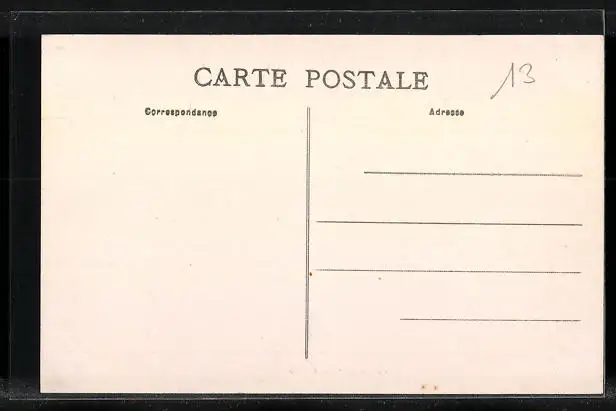 CARTE POSTALE
13
Correspondance
Adresse